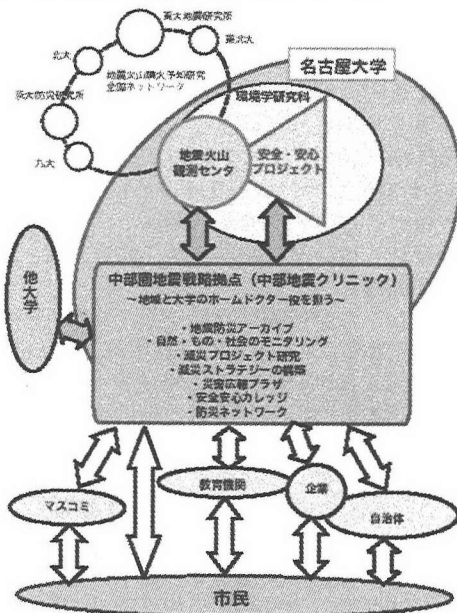 東大地震研究所
東北大
北大
地震火山噴火予知研究
全国ネットワーク
京大防災研究所
九大
名古屋大学
環境学研究科
地震火山
観測センタ
安全・安心
プロジェクト
他大学
中部圏地震戦略拠点（中部地震クリニック）
～地域と大学のホームドクター役を担う～
・地震防災アーカイブ
・自然・もの・社会のモニタリング
・減災プロジェクト研究
・減災ストラテジーの構築
・災害広報プラザ
・安全安心カレッジ
・防災ネットワーク
マスコミ
教育機関
企業
自治体
市民